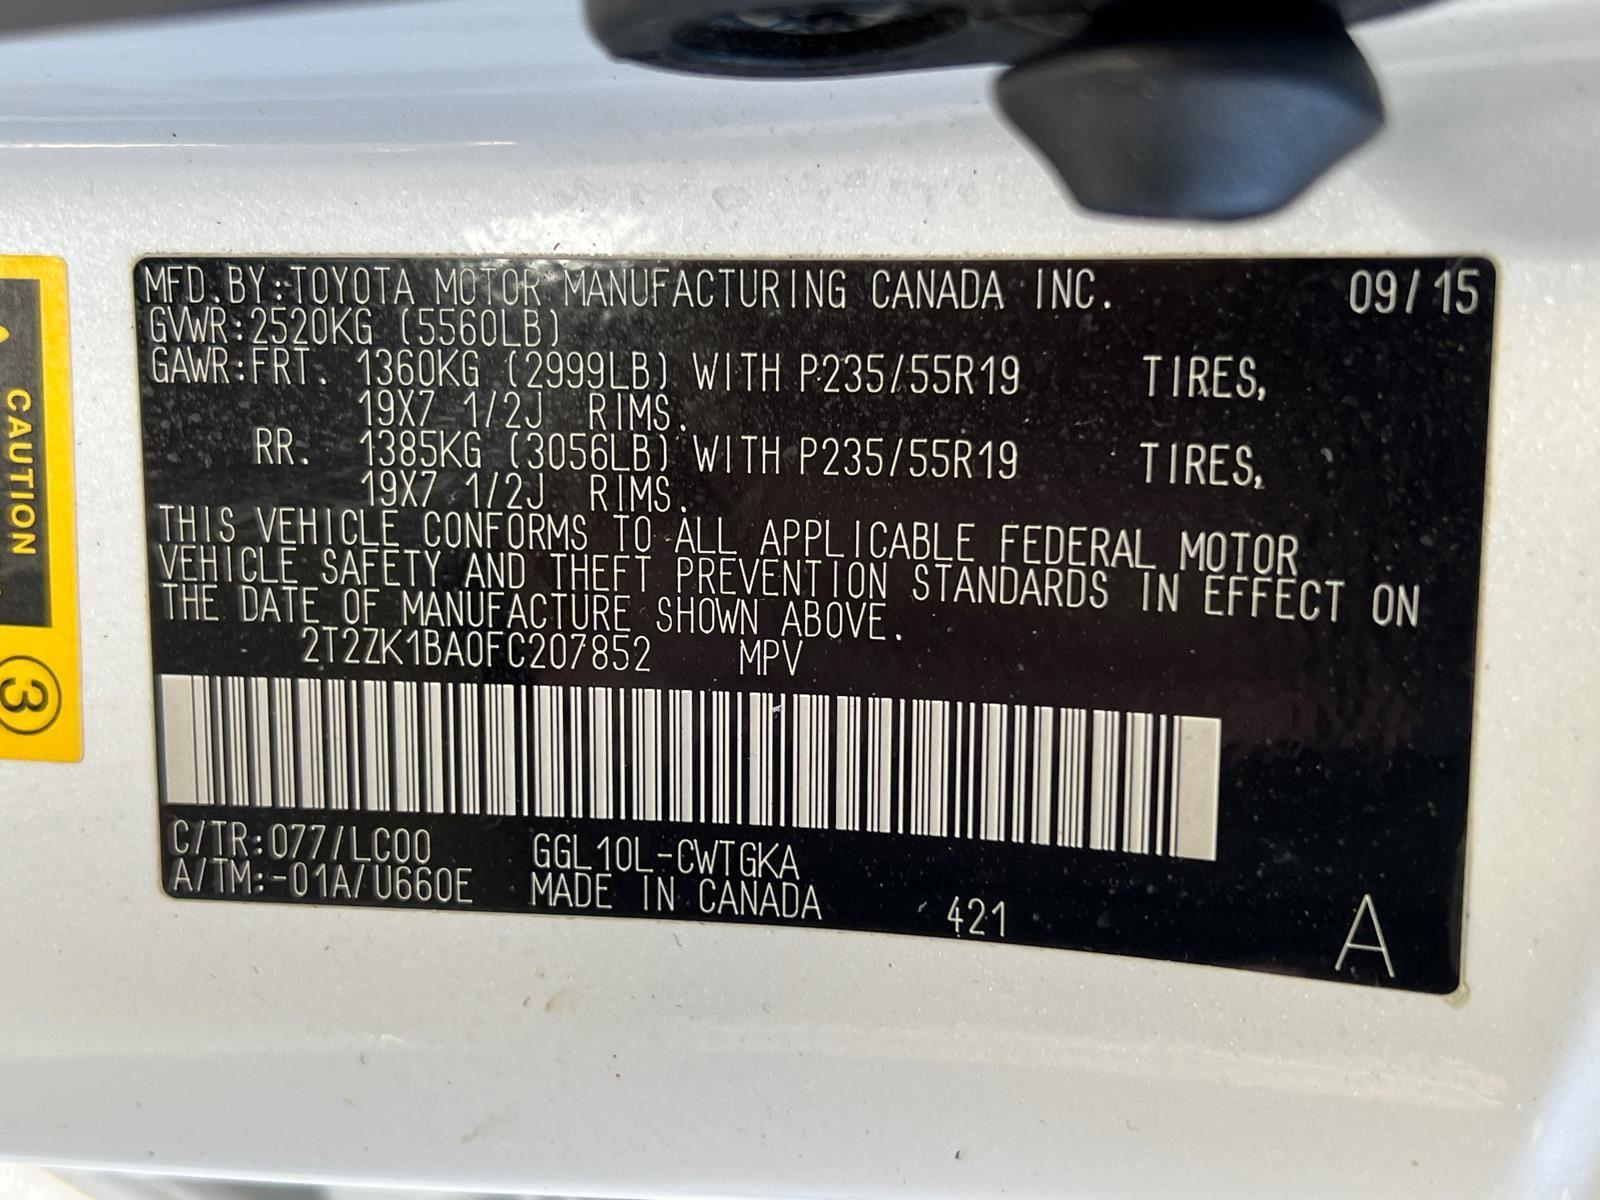 MFD.BY:TOYOTA MOTOR MANUFACTURING CANADA INC. 09/15
GVWR:2520KG (5560LB)
GAWR:FRT. 1360KG (2999LB) WITH P235/55R19 TIRES,
19X7 1/2J RIMS.
RR. 1385KG (3056LB) WITH P235/55R19 TIRES,
19X7 1/2J RIMS.
THIS VEHICLE CONFORMS TO ALL APPLICABLE FEDERAL MOTOR
VEHICLE SAFETY AND THEFT PREVENTION STANDARDS IN EFFECT ON
THE DATE OF MANUFACTURE SHOWN ABOVE.
2T2ZK1BA0FC207852 MPV
C/TR:077/LC00 GGL10L-CWTGKA
A/TM:-01A/U660E MADE IN CANADA 421 A
CAUTION
3